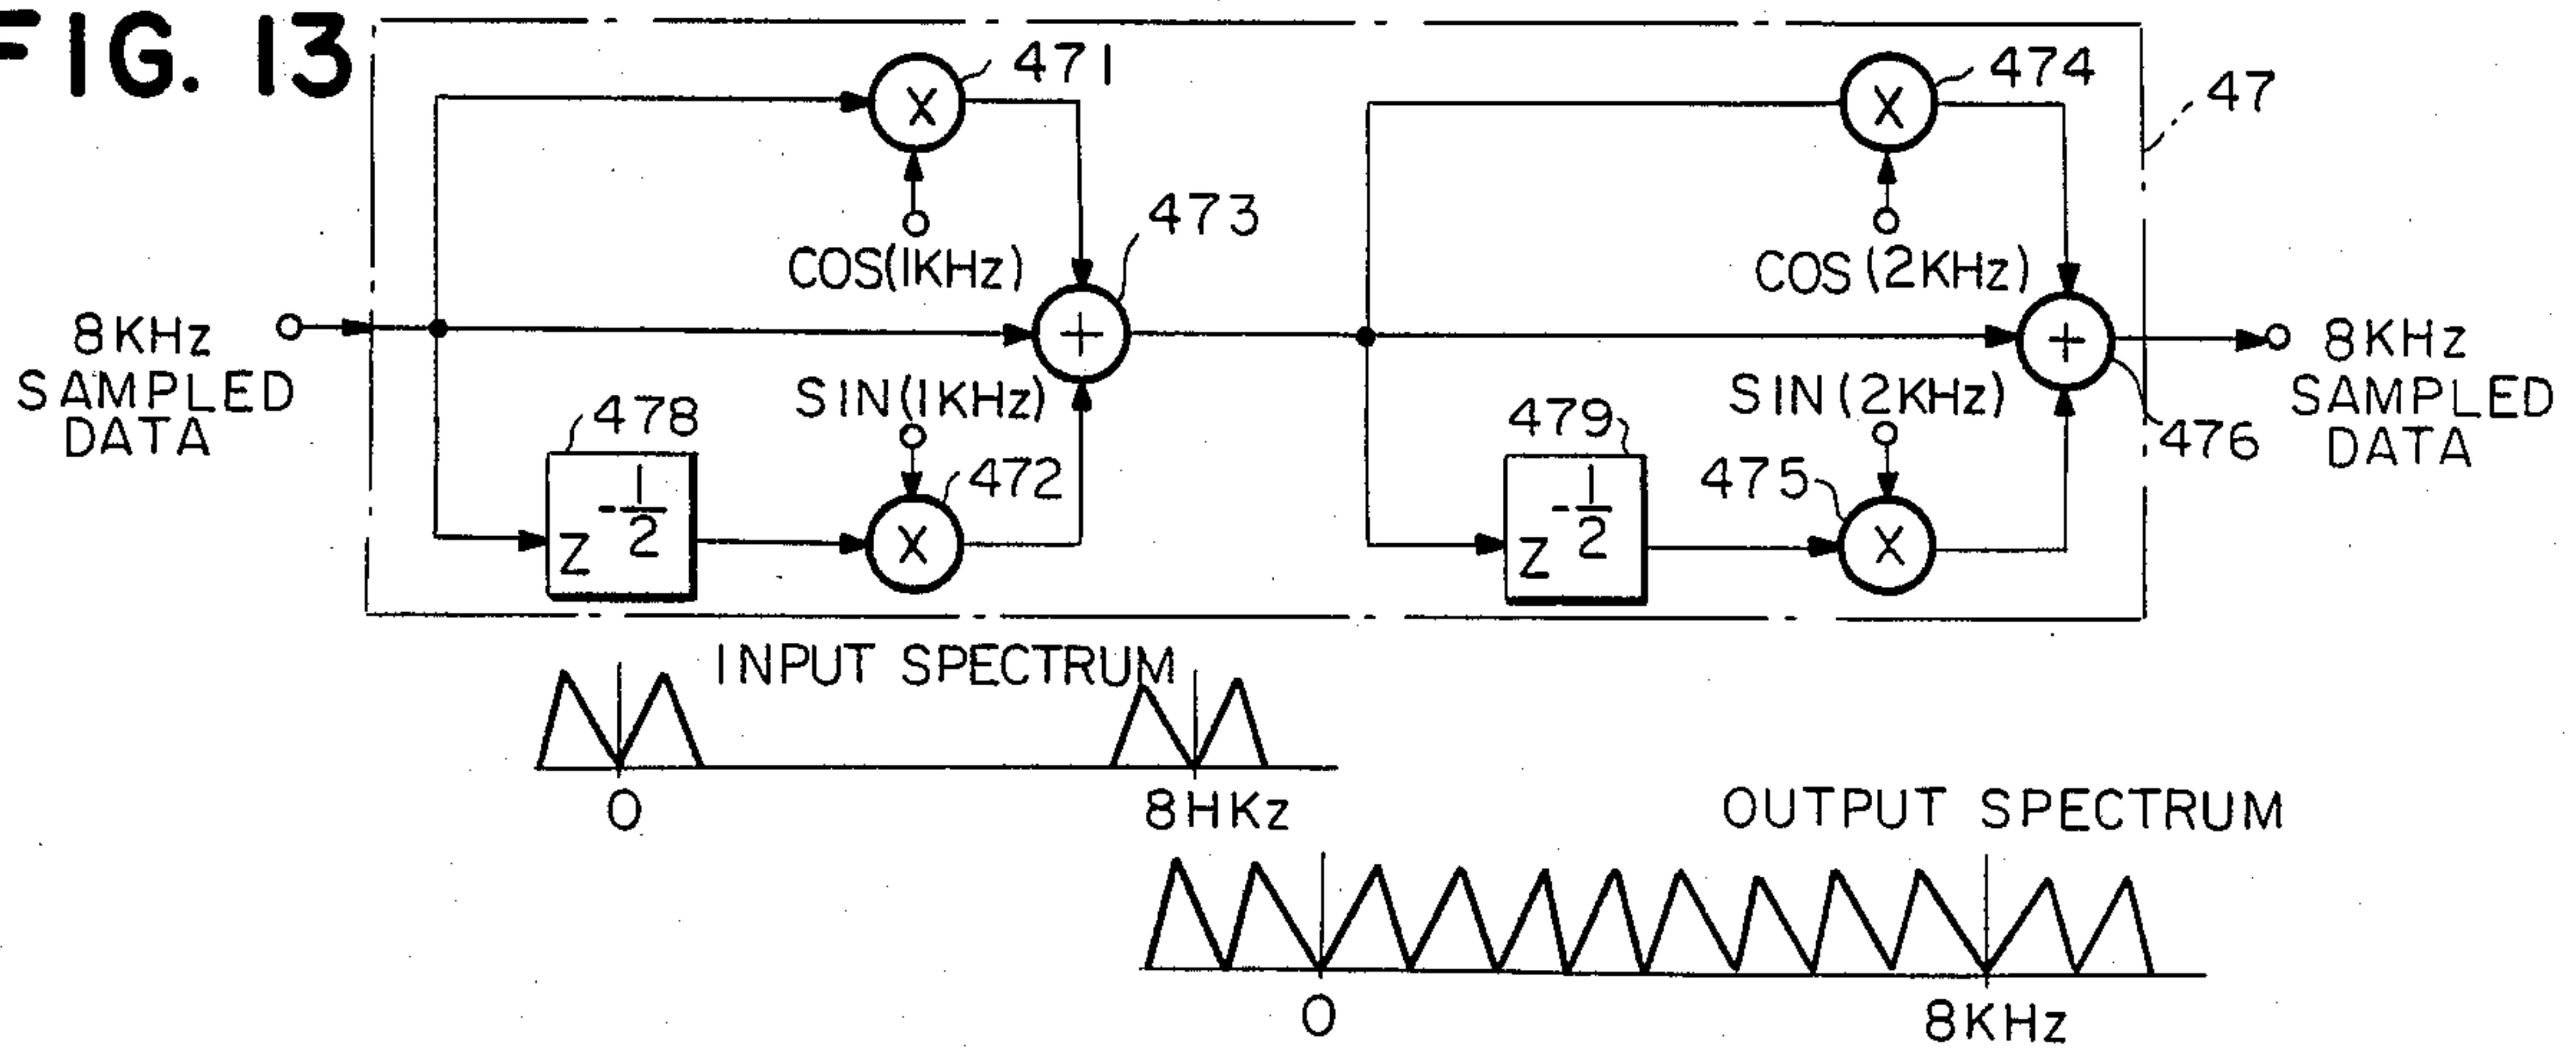 FIG. 13
471
474
47
COS(1KHz)
473
COS(2KHz)
8KHz
SAMPLED
DATA
478
Z -1/2
SIN(1KHz)
472
479
Z -1/2
SIN(2KHz)
475
476
8KHz
SAMPLED
DATA
X
X
+
+
X
X
INPUT SPECTRUM
0
8HKz
OUTPUT SPECTRUM
0
8KHz